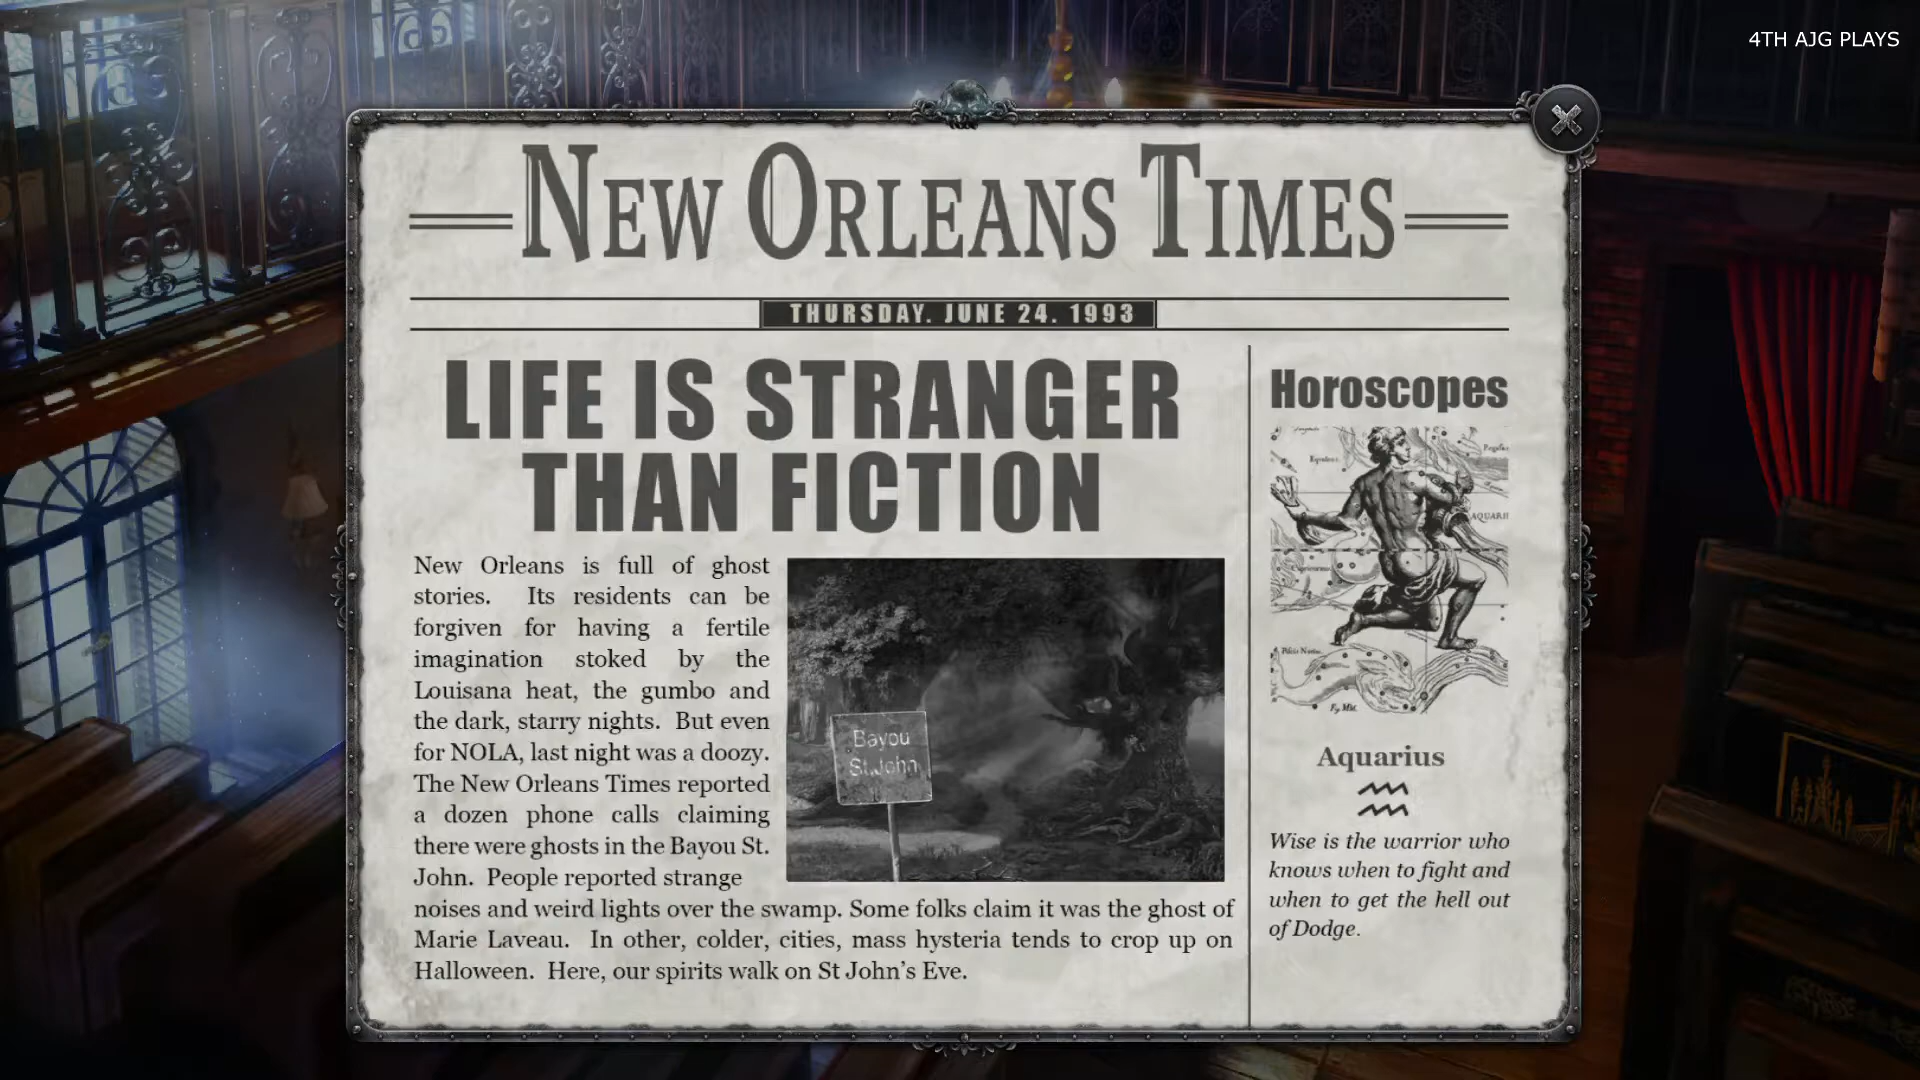 4TH AJG PLAYS
NEW ORLEANS TIMES
THURSDAY. JUNE 24. 1993
LIFE IS STRANGER
THAN FICTION
New Orleans is full of ghost
stories. Its residents can be
forgiven for having a fertile
imagination stoked by the
Louisana heat, the gumbo and
the dark, starry nights. But even
for NOLA, last night was a doozy.
The New Orleans Times reported
a dozen phone calls claiming
there were ghosts in the Bayou St.
John. People reported strange
noises and weird lights over the swamp. Some folks claim it was the ghost of
Marie Laveau. In other, colder, cities, mass hysteria tends to crop up on
Halloween. Here, our spirits walk on St John's Eve.
Bayou
St.John
Horoscopes
AQUARII
Aquarius
Wise is the warrior who
knows when to fight and
when to get the hell out
of Dodge.